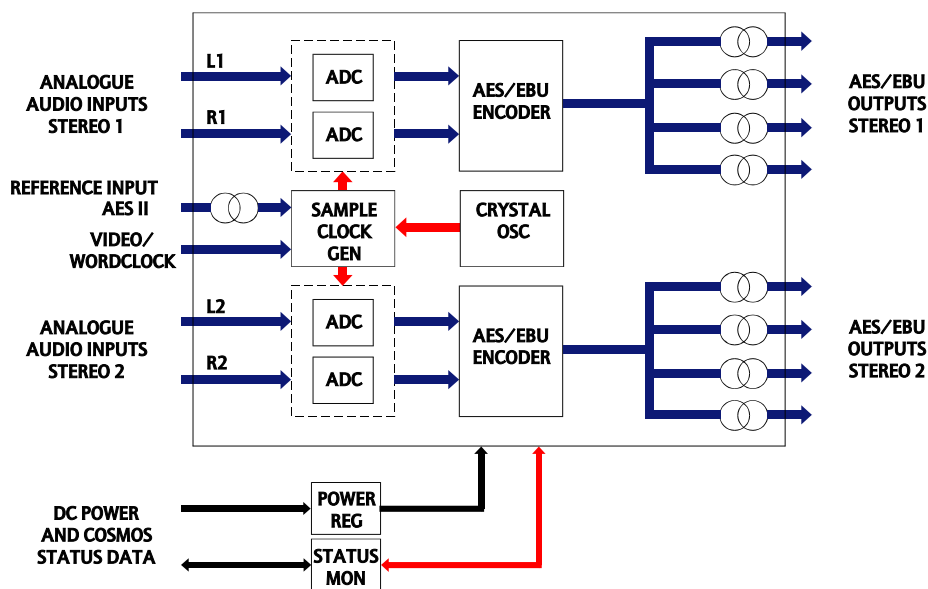 ANALOGUE
AUDIO INPUTS
STEREO 1
L1
R1
ADC
ADC
AES/EBU
ENCODER
AES/EBU
OUTPUTS
STEREO 1
REFERENCE INPUT
AES II
VIDEO/
WORDCLOCK
SAMPLE
CLOCK
GEN
CRYSTAL
OSC
ANALOGUE
AUDIO INPUTS
STEREO 2
L2
R2
ADC
ADC
AES/EBU
ENCODER
AES/EBU
OUTPUTS
STEREO 2
DC POWER
AND COSMOS
STATUS DATA
POWER
REG
STATUS
MON